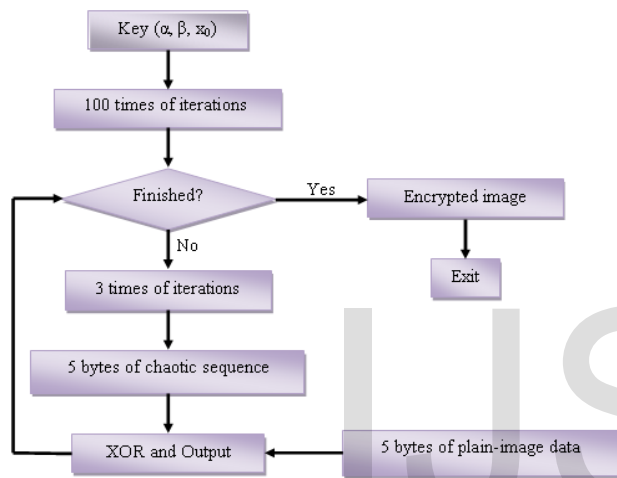 Key (α, β, x₀)
100 times of iterations
Finished?
Yes
Encrypted image
No
Exit
3 times of iterations
5 bytes of chaotic sequence
XOR and Output
5 bytes of plain-image data
IJS